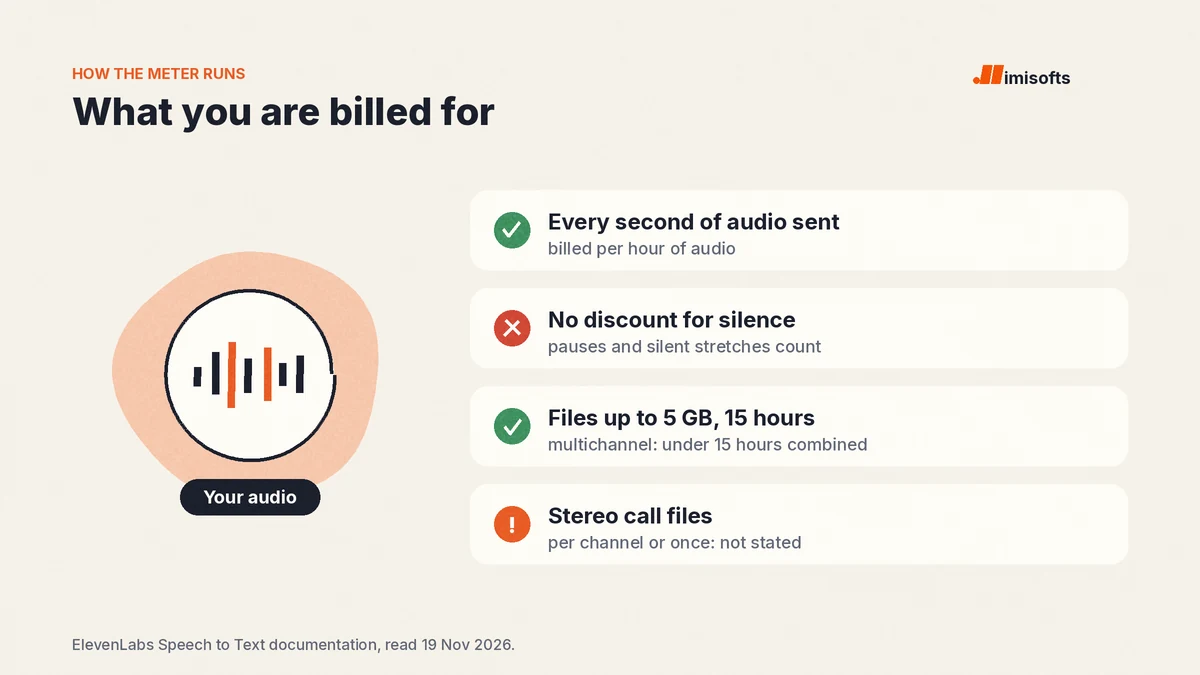 HOW THE METER RUNS
What you are billed for
imisofts
Every second of audio sent
billed per hour of audio
No discount for silence
pauses and silent stretches count
Files up to 5 GB, 15 hours
multichannel: under 15 hours combined
Stereo call files
per channel or once: not stated
Your audio
ElevenLabs Speech to Text documentation, read 19 Nov 2026.